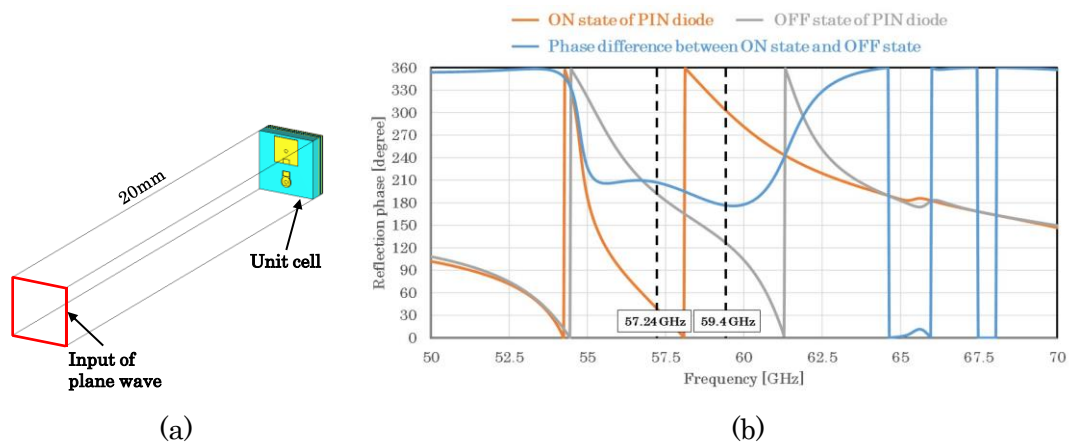 ON state of PIN diode
OFF state of PIN diode
Phase difference between ON state and OFF state
20mm
Unit cell
Input of
plane wave
Reflection phase [degree]
360
330
300
270
240
210
180
150
120
90
60
30
0
57.24 GHz
59.4 GHz
50
52.5
55
57.5
60
62.5
65
67.5
70
Frequency [GHz]
(a)
(b)